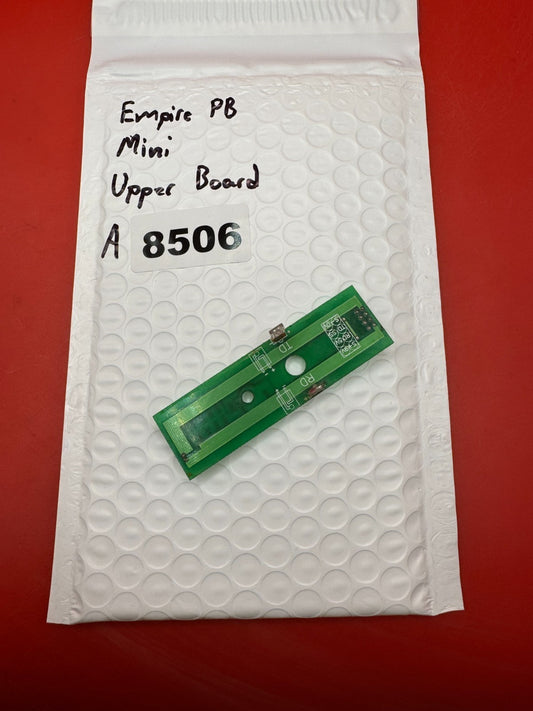 Empire PB
Mini
Upper Board
A 8506
TD
RD